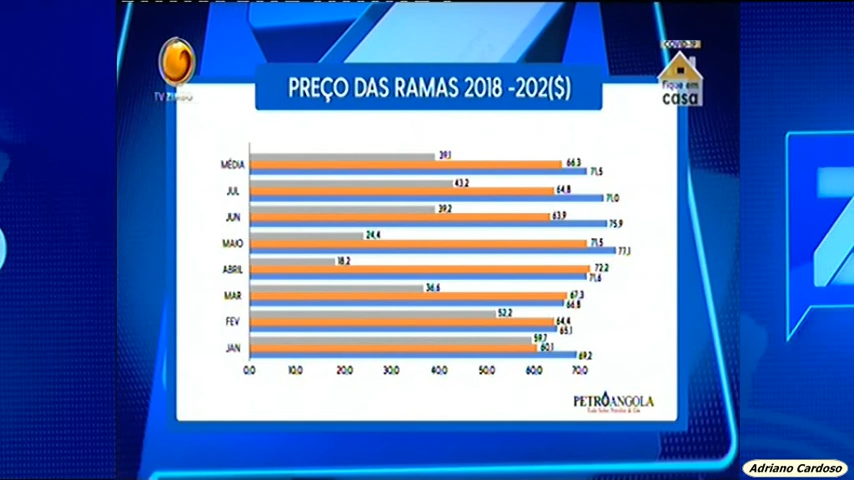 COVID-19
Fique em
casa
TV ZIMBO
PREÇO DAS RAMAS 2018 -202($)
MÉDIA 39,1 66,3 71,5
JUL 43,2 64,8 71,0
JUN 39,2 63,9 75,9
MAIO 24,4 71,5 77,1
ABRIL 18,2 72,2 71,6
MAR 36,6 67,3 66,8
FEV 52,2 64,4 65,1
JAN 59,7 60,1 69,2
0,0 10,0 20,0 30,0 40,0 50,0 60,0 70,0
PETROANGOLA
Adriano Cardoso